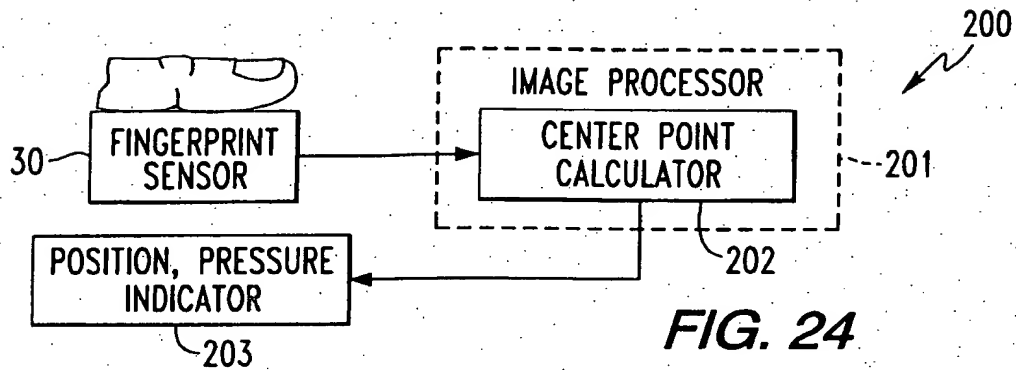 200
IMAGE PROCESSOR
FINGERPRINT
SENSOR
30
CENTER POINT
CALCULATOR
201
202
POSITION, PRESSURE
INDICATOR
203
FIG. 24